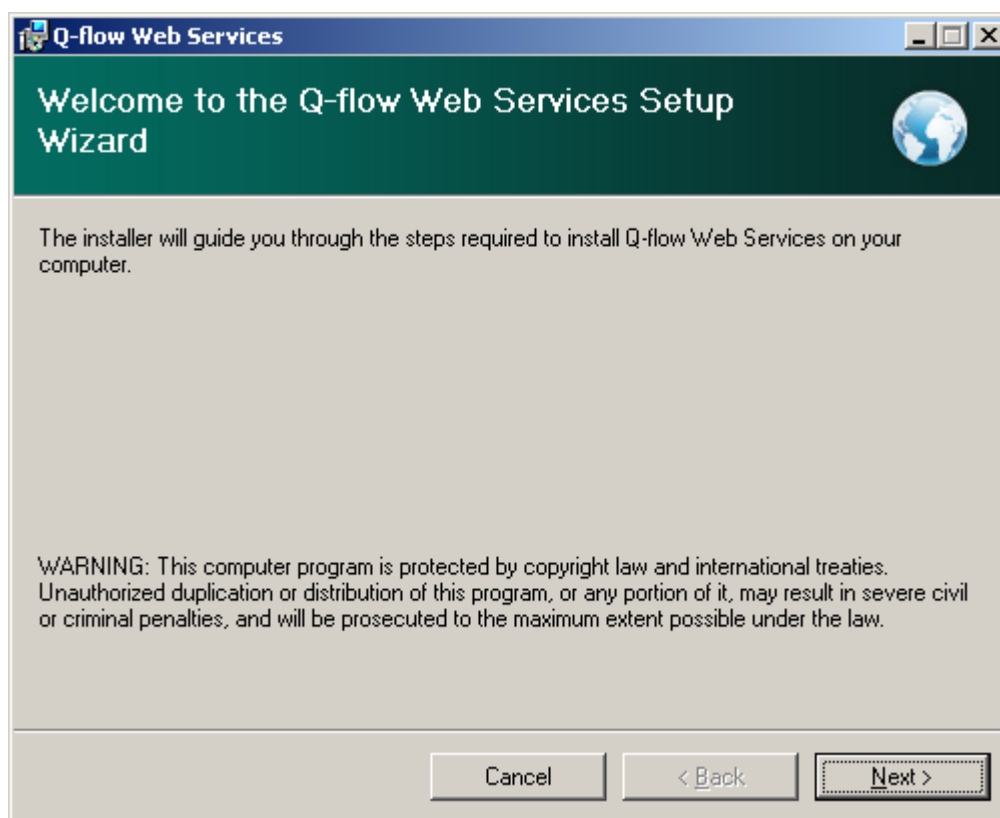 Q-flow Web Services
Welcome to the Q-flow Web Services Setup
Wizard
The installer will guide you through the steps required to install Q-flow Web Services on your
computer.
WARNING: This computer program is protected by copyright law and international treaties.
Unauthorized duplication or distribution of this program, or any portion of it, may result in severe civil
or criminal penalties, and will be prosecuted to the maximum extent possible under the law.
Cancel
< Back
Next >